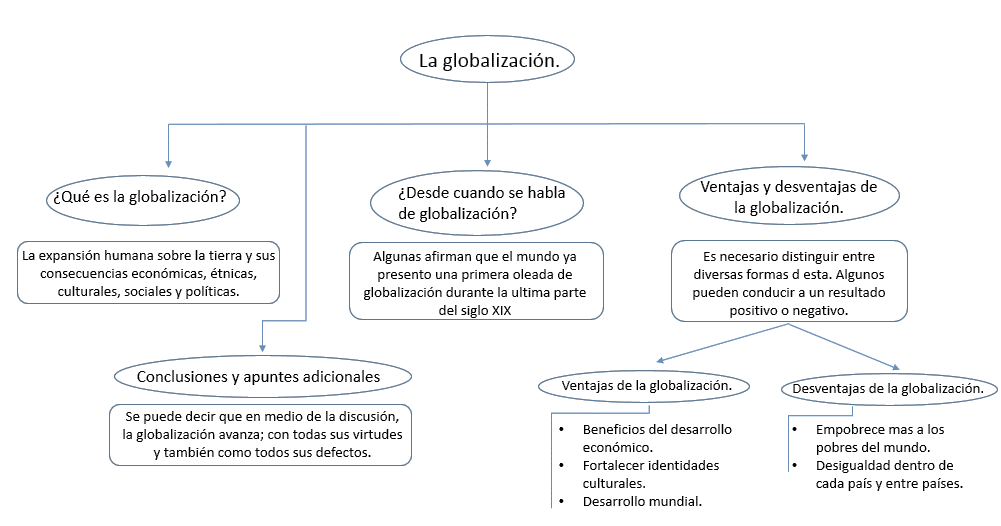 La globalización.
¿Qué es la globalización?
La expansión humana sobre la tierra y sus
consecuencias económicas, étnicas,
culturales, sociales y políticas.
¿Desde cuando se habla
de globalización?
Algunas afirman que el mundo ya
presento una primera oleada de
globalización durante la ultima parte
del siglo XIX
Ventajas y desventajas de
la globalización.
Es necesario distinguir entre
diversas formas d esta. Algunos
pueden conducir a un resultado
positivo o negativo.
Conclusiones y apuntes adicionales
Se puede decir que en medio de la discusión,
la globalización avanza; con todas sus virtudes
y también como todos sus defectos.
Ventajas de la globalización.
• Beneficios del desarrollo
económico.
• Fortalecer identidades
culturales.
• Desarrollo mundial.
Desventajas de la globalización.
• Empobrece mas a los
pobres del mundo.
• Desigualdad dentro de
cada país y entre países.